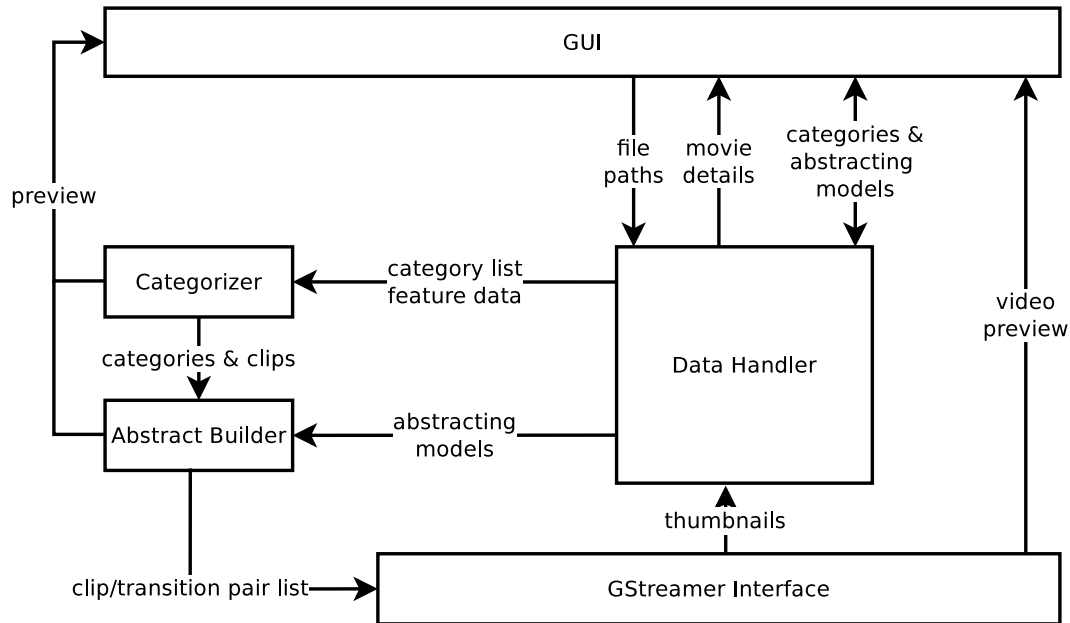 GUI
file
paths
movie
details
categories &
abstracting
models
preview
Categorizer
category list
feature data
video
preview
categories & clips
Data Handler
Abstract Builder
abstracting
models
thumbnails
clip/transition pair list
GStreamer Interface